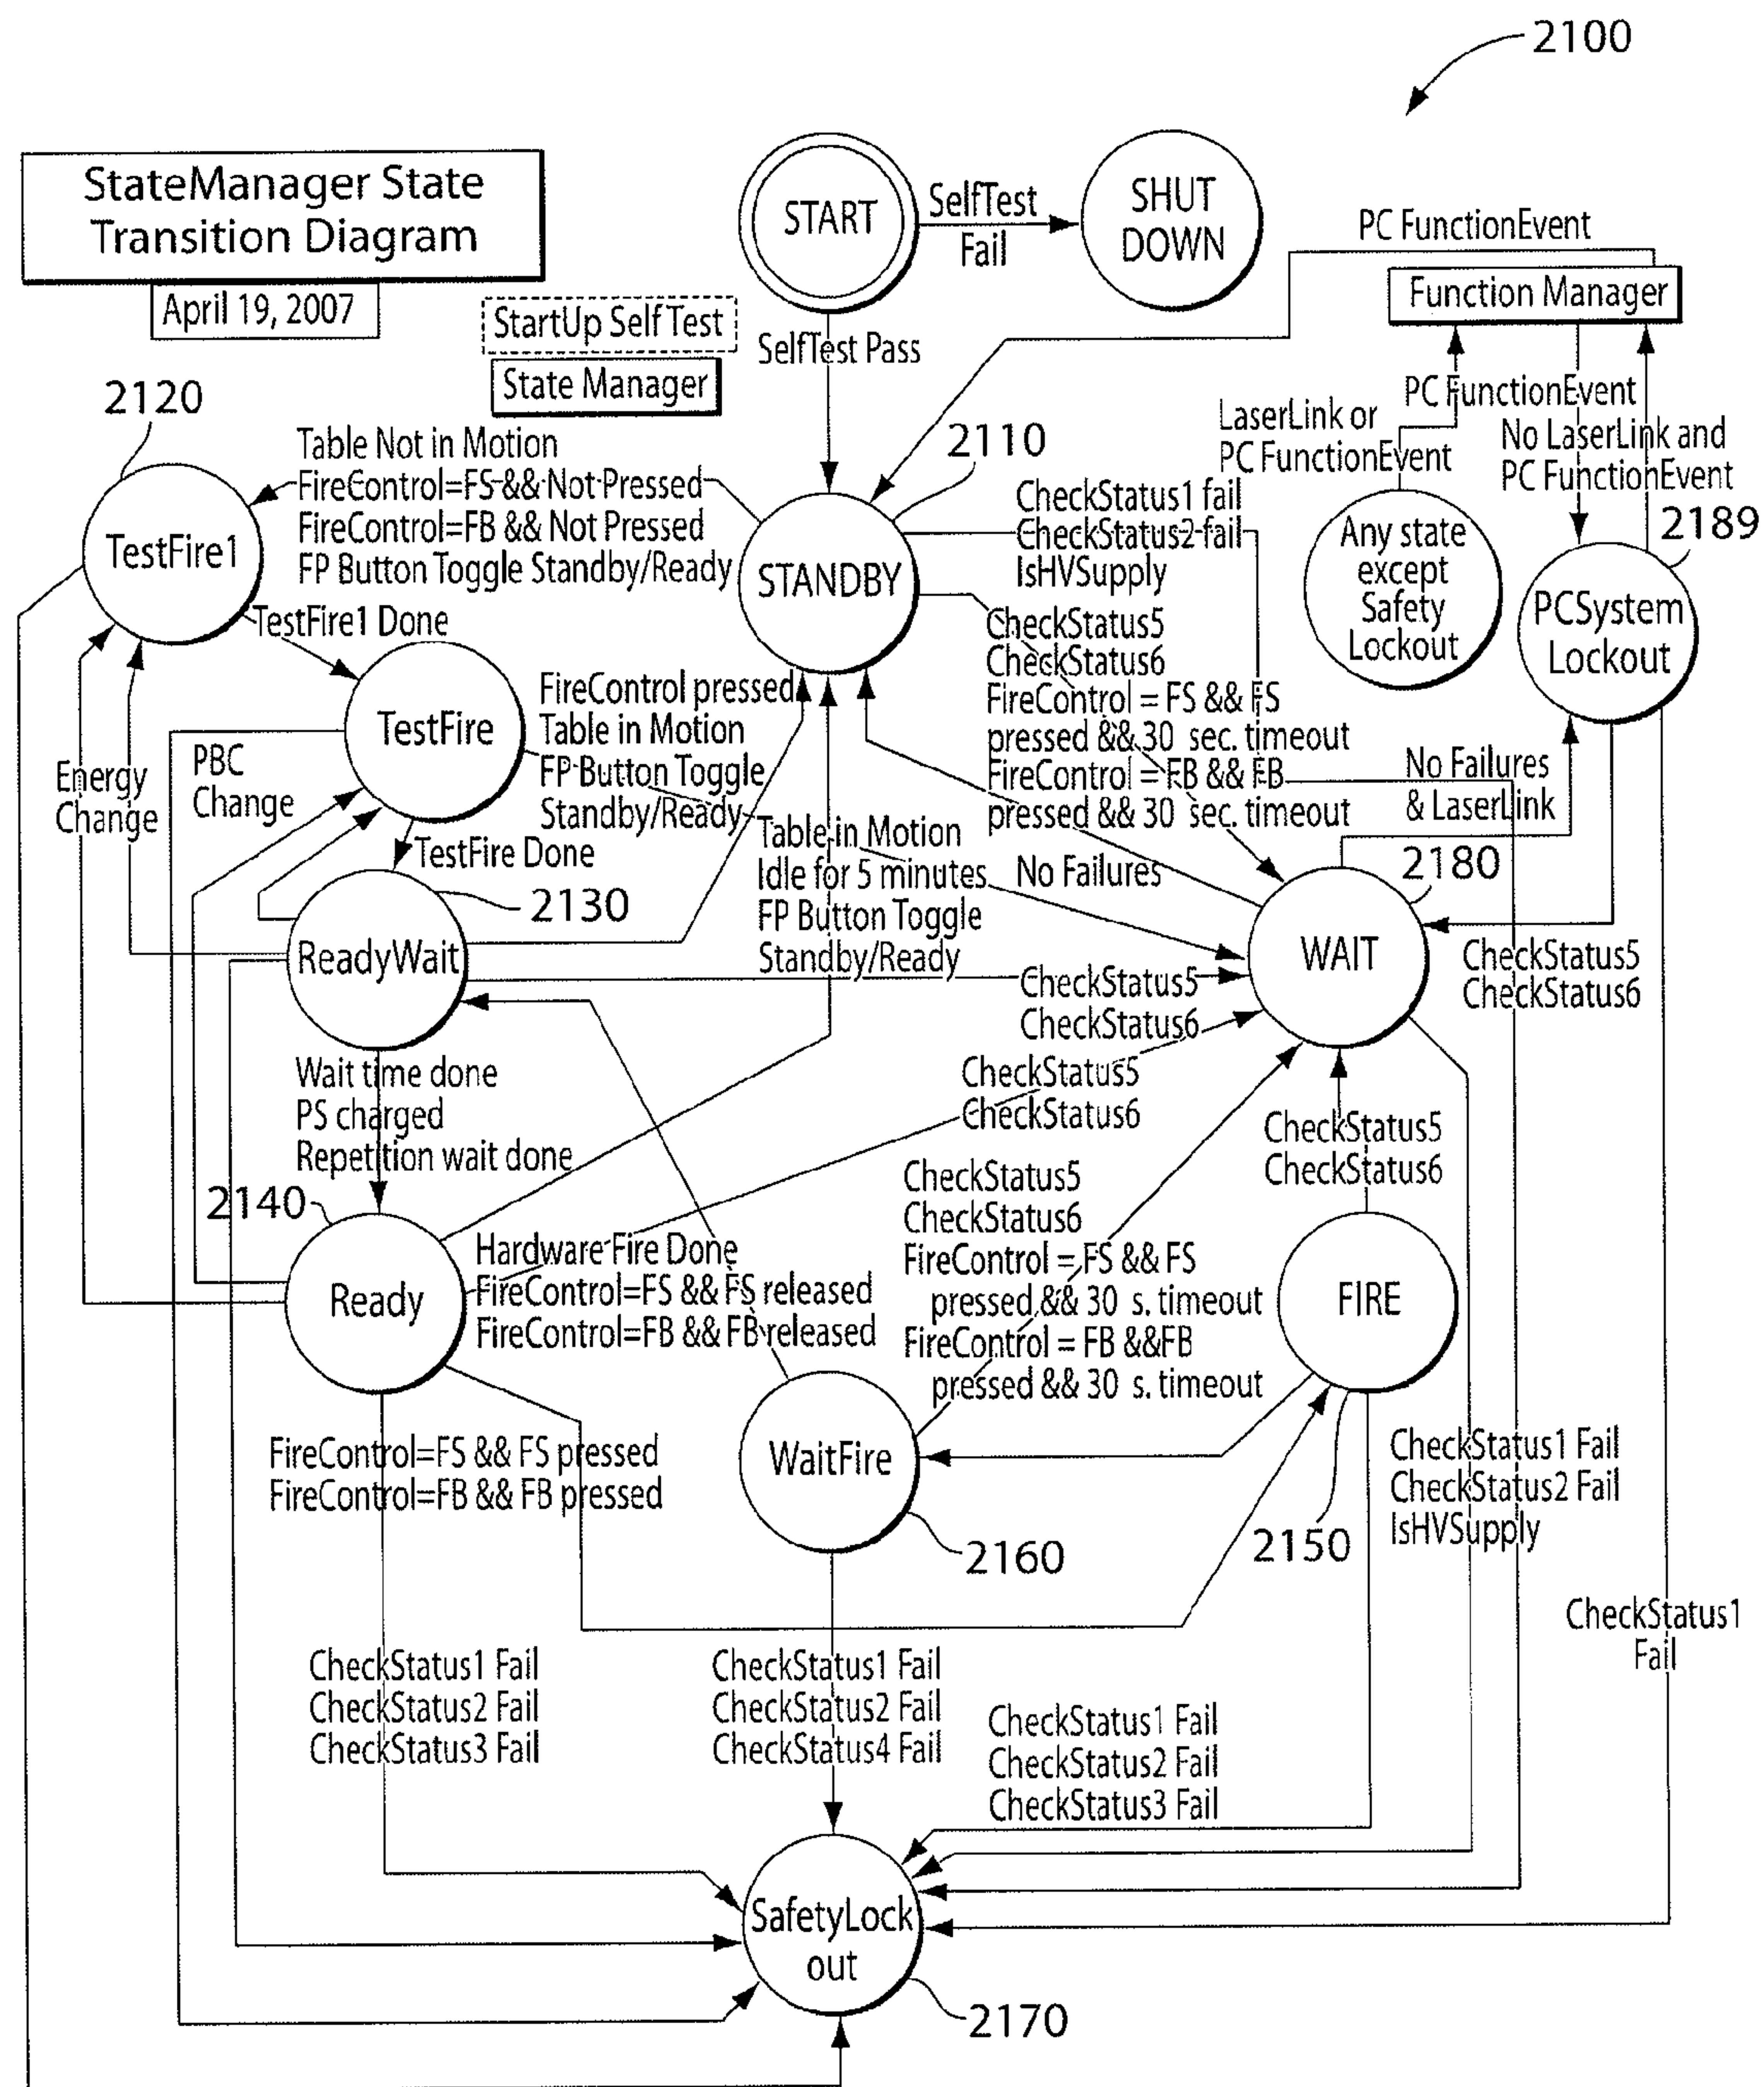 2100
StateManager State
Transition Diagram
April 19, 2007
StartUp Self Test
State Manager
START
SelfTest
Fail
SHUT
DOWN
SelfTest Pass
PC FunctionEvent
Function Manager
PC FunctionEvent
LaserLink or
PC FunctionEvent
No LaserLink and
PC FunctionEvent
2120
Table Not in Motion
FireControl=FS && Not Pressed
FireControl=FB && Not Pressed
FP Button Toggle Standby/Ready
TestFire1
2110
STANDBY
CheckStatus1 fail
CheckStatus2 fail
IsHVSupply
Any state
except
Safety
Lockout
2189
PCSystem
Lockout
TestFire1 Done
CheckStatus5
CheckStatus6
FireControl = FS && FS
pressed && 30 sec. timeout
FireControl = FB && FB
pressed && 30 sec. timeout
TestFire
FireControl pressed
Table in Motion
FP Button Toggle
Standby/Ready
Energy
Change
PBC
Change
No Failures
& LaserLink
TestFire Done
Table in Motion
Idle for 5 minutes
FP Button Toggle
Standby/Ready
No Failures
2180
2130
ReadyWait
WAIT
CheckStatus5
CheckStatus6
CheckStatus5
CheckStatus6
Wait time done
PS charged
Repetition wait done
CheckStatus5
CheckStatus6
CheckStatus5
CheckStatus6
2140
Ready
Hardware Fire Done
FireControl=FS && FS released
FireControl=FB && FB released
CheckStatus5
CheckStatus6
FireControl = FS && FS
pressed && 30 s. timeout
FireControl = FB &&FB
pressed && 30 s. timeout
FIRE
FireControl=FS && FS pressed
FireControl=FB && FB pressed
WaitFire
2160
2150
CheckStatus1 Fail
CheckStatus2 Fail
IsHVSupply
CheckStatus1
Fail
CheckStatus1 Fail
CheckStatus2 Fail
CheckStatus3 Fail
CheckStatus1 Fail
CheckStatus2 Fail
CheckStatus4 Fail
CheckStatus1 Fail
CheckStatus2 Fail
CheckStatus3 Fail
SafetyLock
out
2170